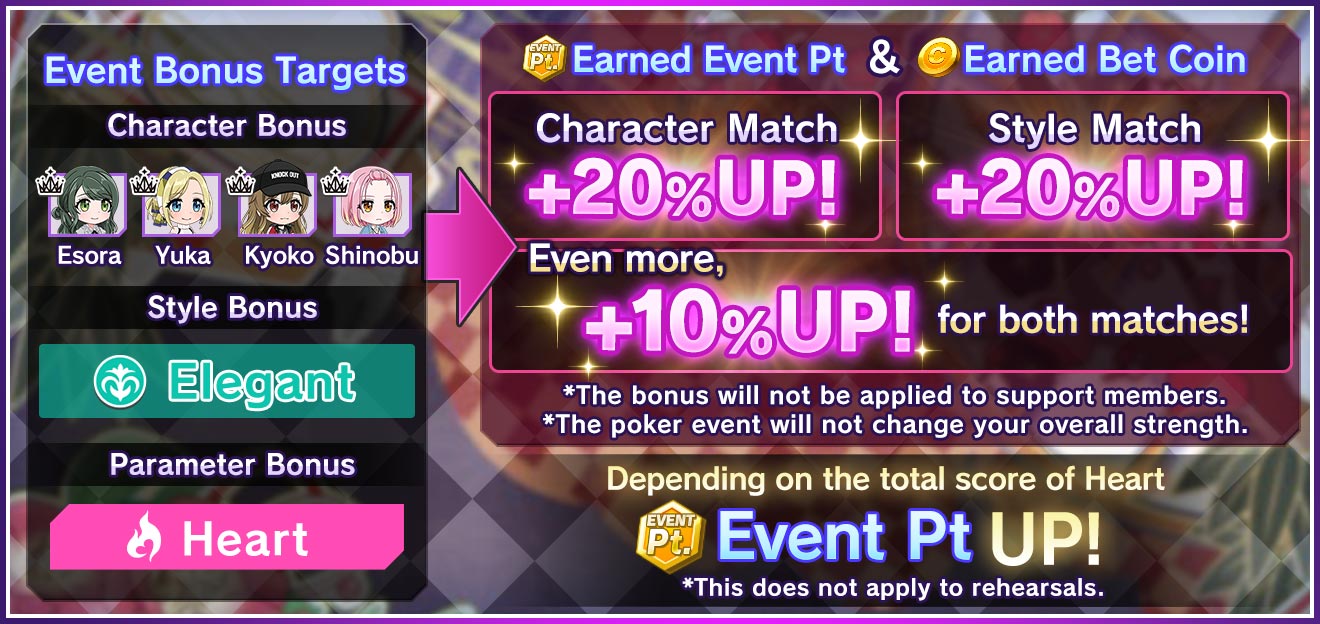 Event Bonus Targets
Character Bonus
KNOCK OUT
Esora Yuka Kyoko Shinobu
Style Bonus
Elegant
Parameter Bonus
Heart
EVENT Pt. Earned Event Pt & C Earned Bet Coin
Character Match
+20%UP!
Style Match
+20%UP!
Even more,
+10%UP! for both matches!
*The bonus will not be applied to support members.
*The poker event will not change your overall strength.
Depending on the total score of Heart
EVENT Pt. Event Pt UP!
*This does not apply to rehearsals.